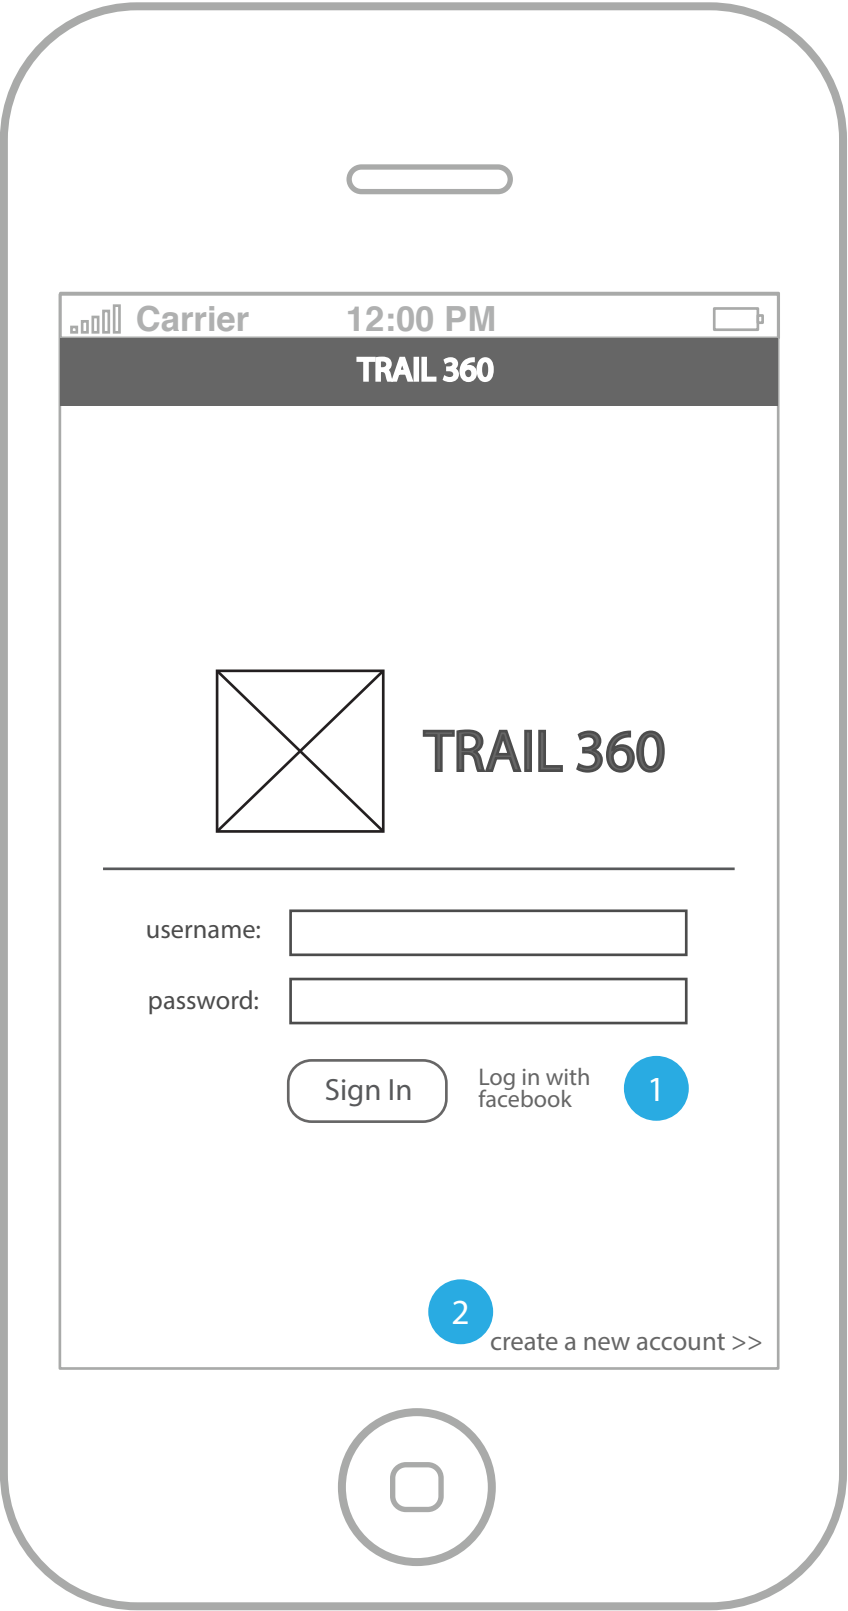 Carrier 12:00 PM
TRAIL 360
TRAIL 360
username:
password:
Sign In
Log in with
facebook
1
2
create a new account >>